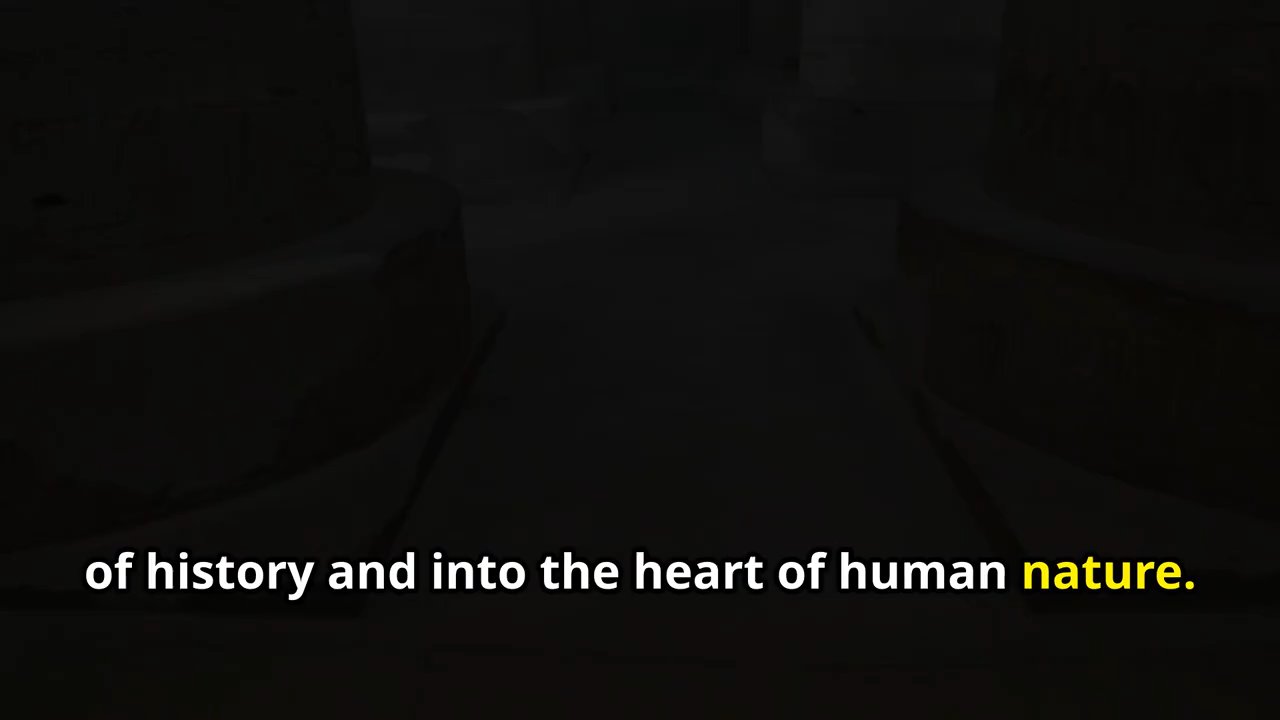 of history and into the heart of human nature.